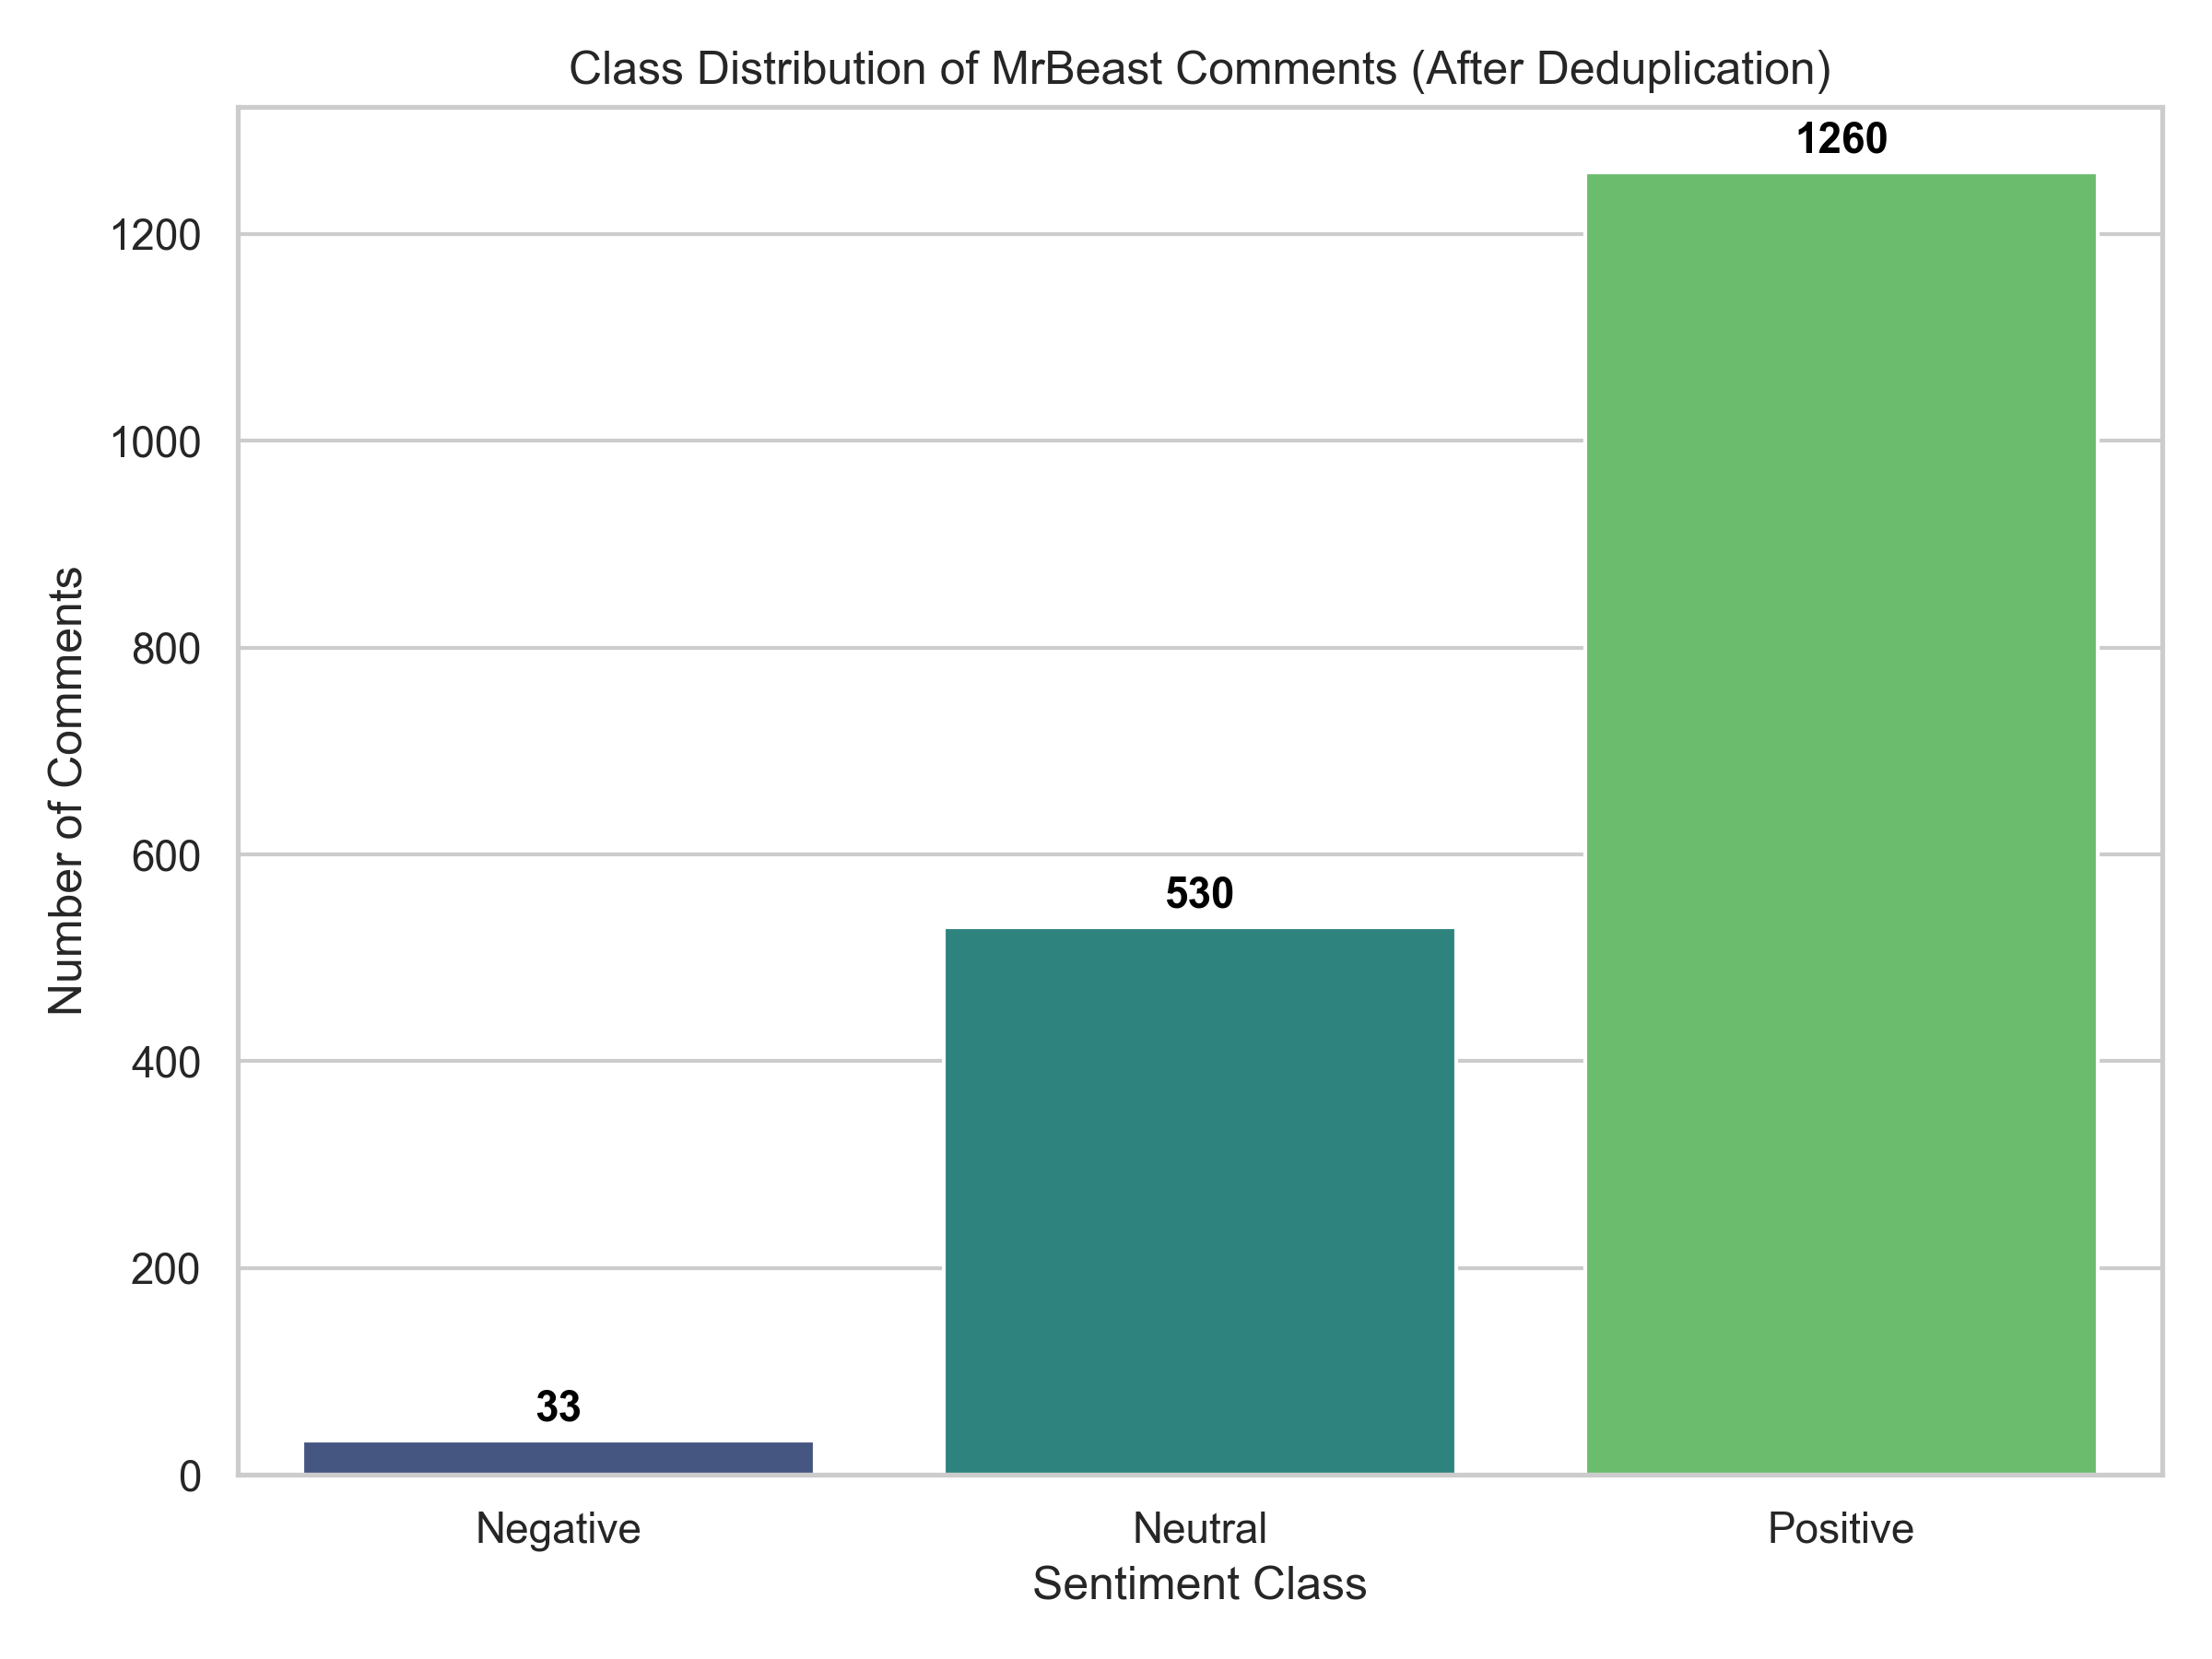 Class Distribution of MrBeast Comments (After Deduplication)
Number of Comments
1200
1000
800
600
400
200
0
33
530
1260
Negative
Neutral
Positive
Sentiment Class